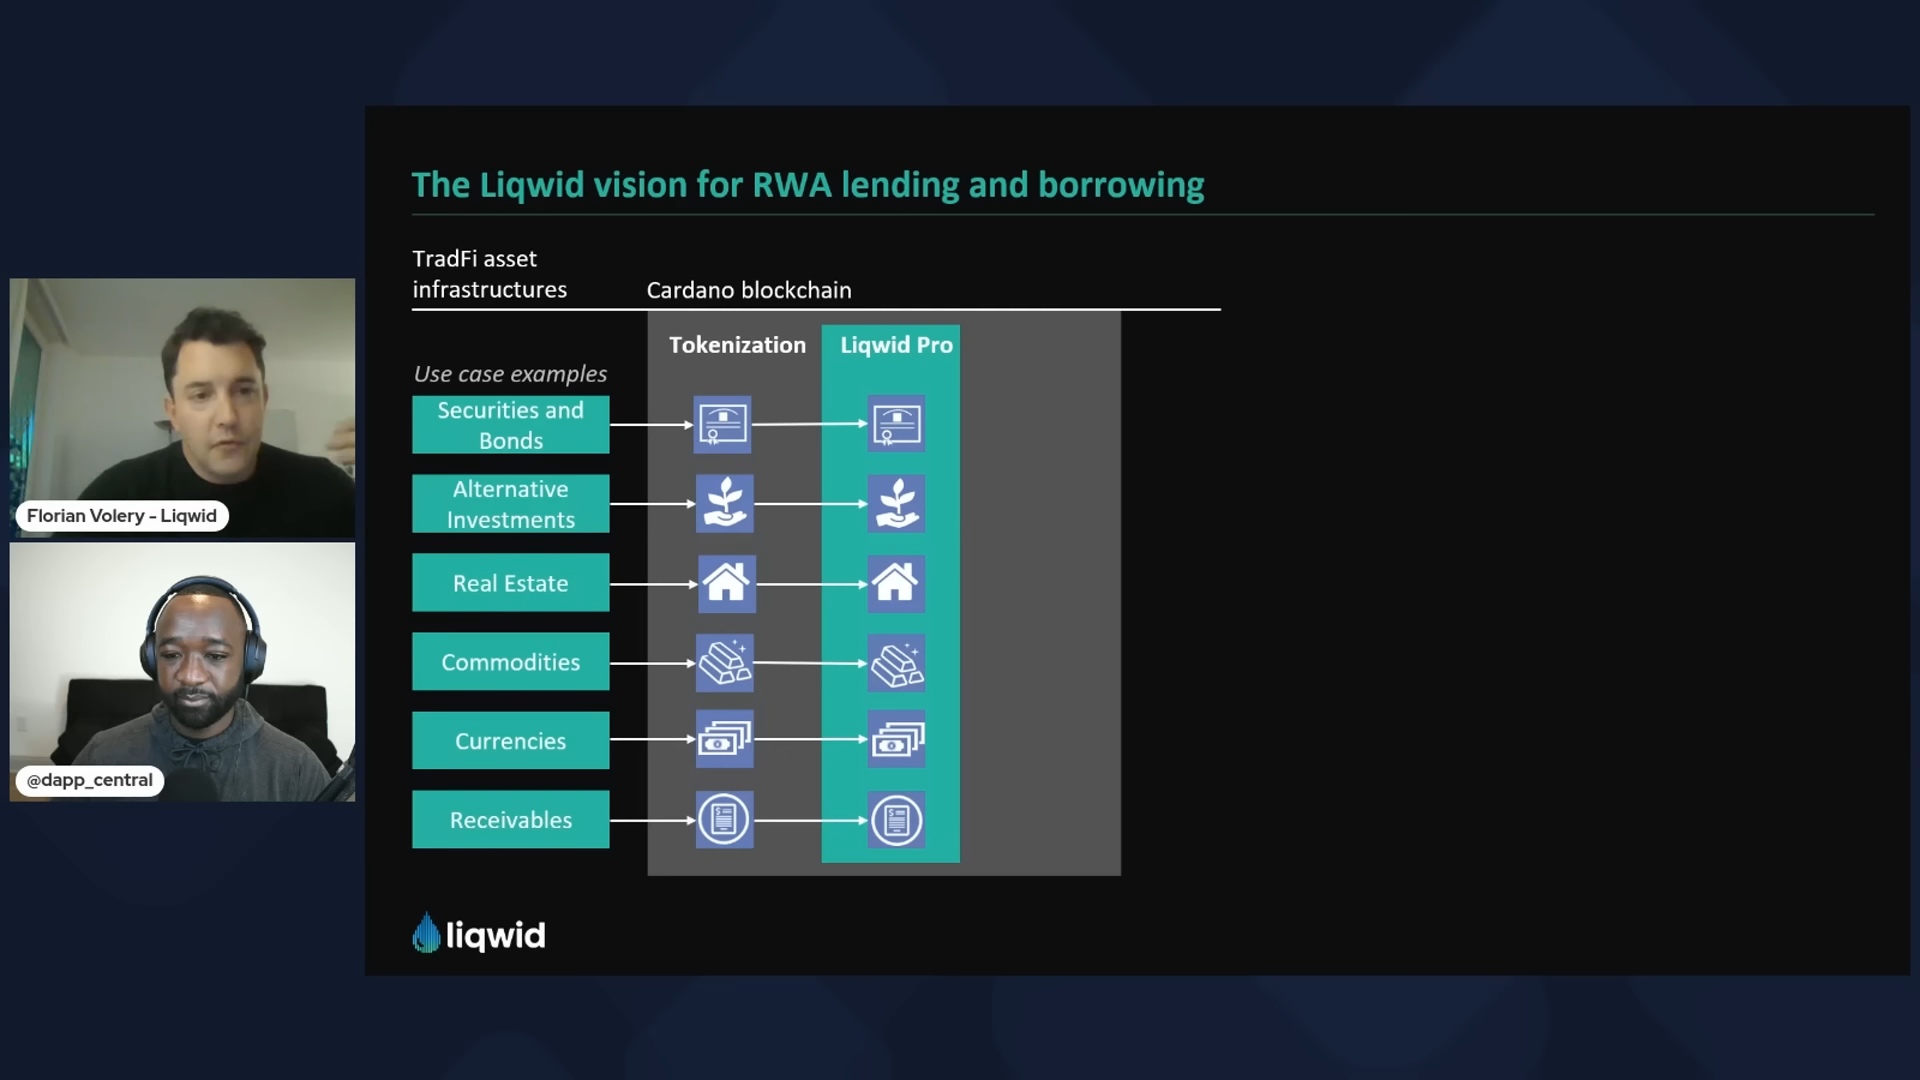 The Liqwid vision for RWA lending and borrowing
TradFi asset
infrastructures
Cardano blockchain
Tokenization
Liqwid Pro
Use case examples
Securities and
Bonds
Alternative
Investments
Real Estate
Commodities
Currencies
Receivables
liqwid
Florian Volery - Liqwid
@dapp_central